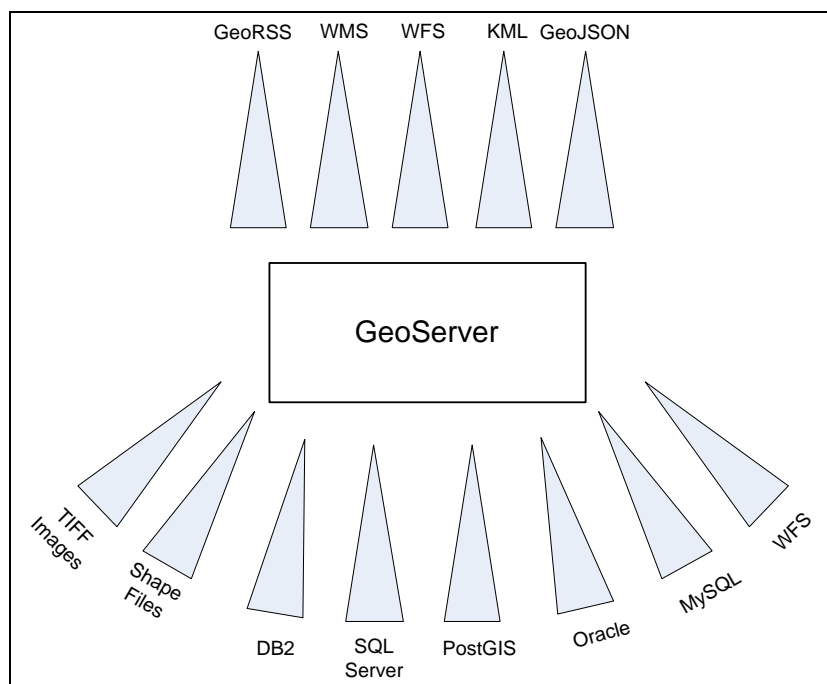 GeoRSS WMS WFS KML GeoJSON
GeoServer
TIFF
Images
Shape
Files
DB2
SQL
Server
PostGIS
Oracle
MySQL
WFS